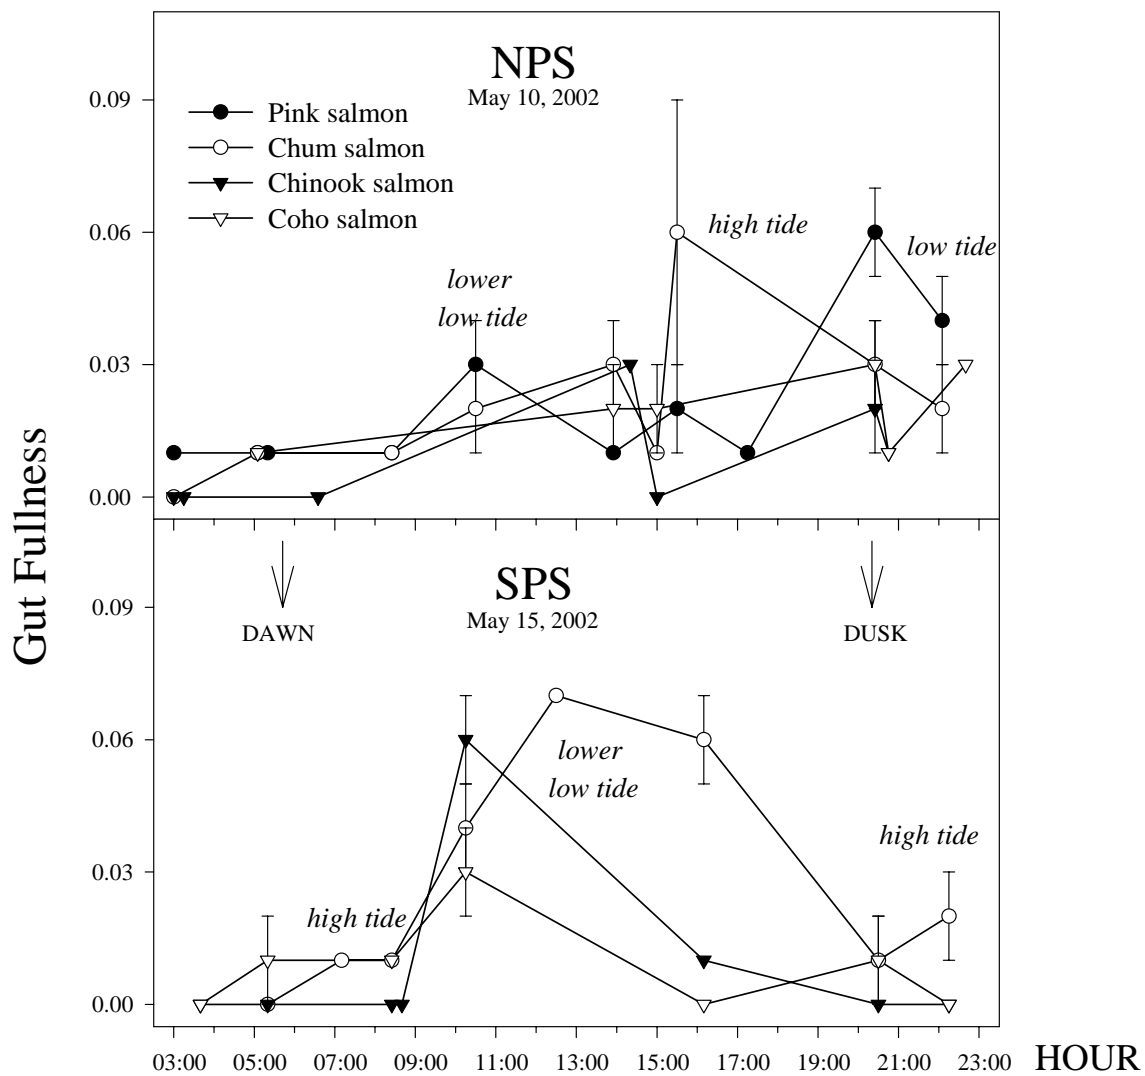 NPS
May 10, 2002
0.09
Pink salmon
Chum salmon
Chinook salmon
Coho salmon
0.06
high tide
low tide
lower
low tide
0.03
0.00
Gut Fullness
SPS
May 15, 2002
0.09
DAWN
DUSK
0.06
lower
low tide
high tide
0.03
high tide
0.00
03:00 05:00 07:00 09:00 11:00 13:00 15:00 17:00 19:00 21:00 23:00
HOUR